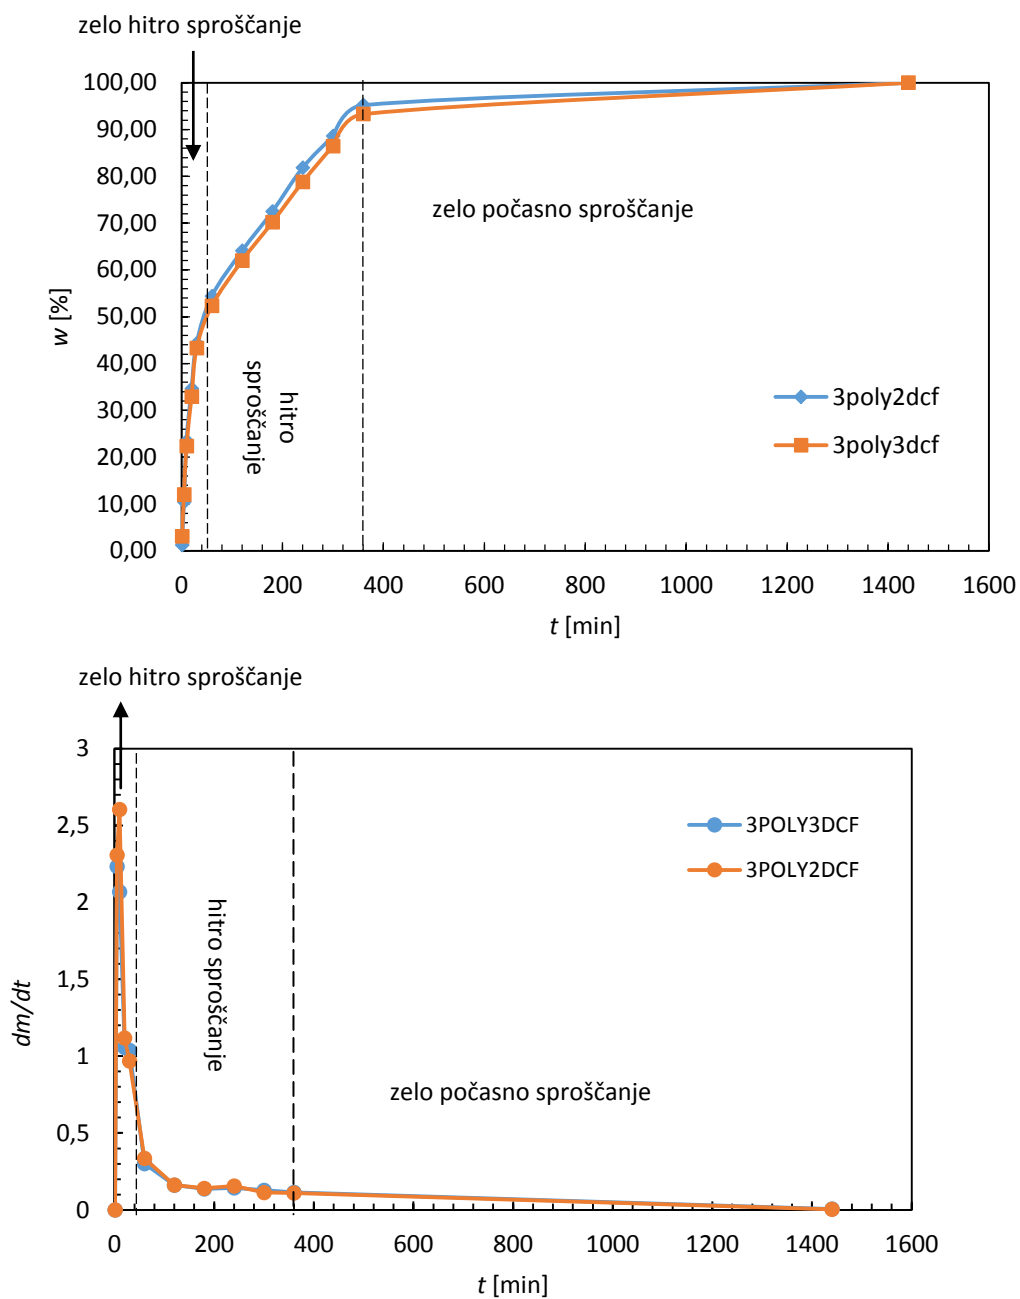 zelo hitro sproščanje
100,00
90,00
80,00
70,00
60,00
50,00
40,00
30,00
20,00
10,00
0,00
w [%]
zelo počasno sproščanje
hitro
sproščanje
3poly2dcf
3poly3dcf
0 200 400 600 800 1000 1200 1400 1600
t [min]
zelo hitro sproščanje
3
2,5
2
1,5
1
0,5
0
dm/dt
3POLY3DCF
3POLY2DCF
hitro sproščanje
zelo počasno sproščanje
0 200 400 600 800 1000 1200 1400 1600
t [min]